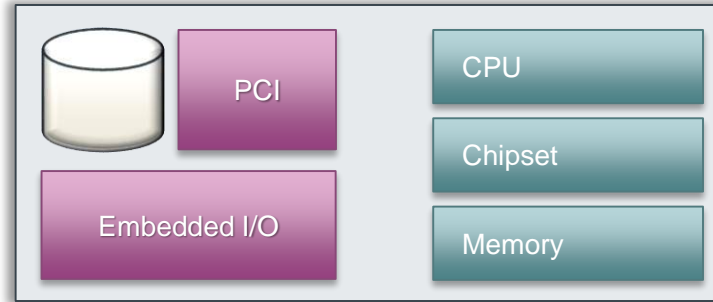 PCI
Embedded I/O
CPU
Chipset
Memory